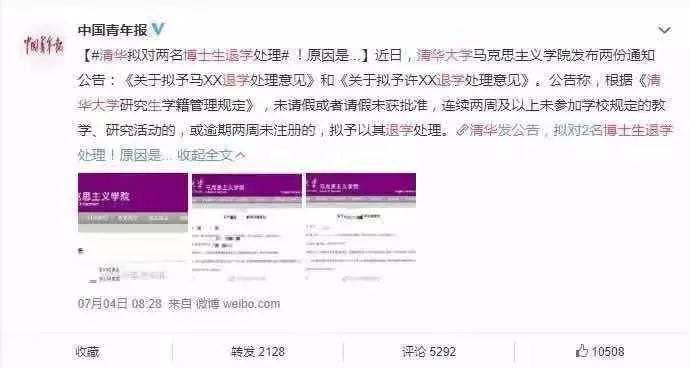 中国青年报
【#清华拟对两名博士生退学处理#！原因是...】近日，清华大学马克思主义学院发布两份通知
公告：《关于拟予马XX退学处理意见》和《关于拟予许XX退学处理意见》。公告称，根据《清
华大学研究生学籍管理规定》，未请假或者请假未获批准，连续两周及以上未参加学校规定的教
学、研究活动的，或逾期两周未注册的，拟予以其退学处理。清华发公告，拟对2名博士生退学
处理！原因是... 收起全文
克思主义学院
马克思主义学院
马克思主义学院
07月04日 08:28 来自 微博 weibo.com
收藏
转发 2128
评论 5292
10508